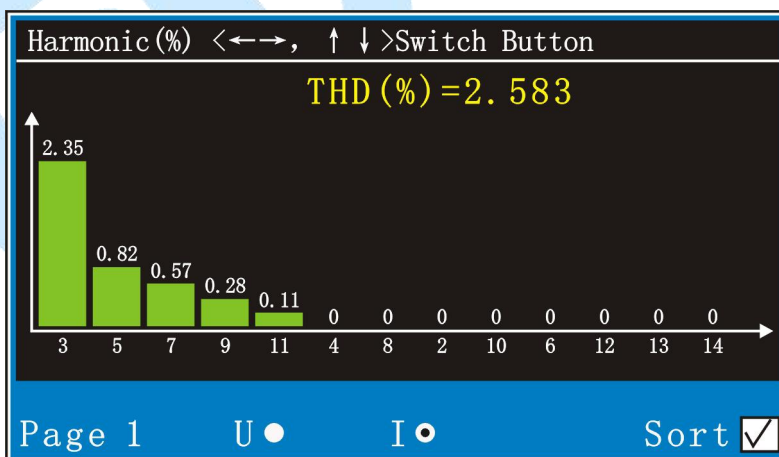 Harmonic(%) <←→, ↑↓>Switch Button
THD(%)=2.583
2.35
0.82
0.57
0.28
0.11
0 0 0 0 0 0 0 0
3 5 7 9 11 4 8 2 10 6 12 13 14
Page 1 U I Sort